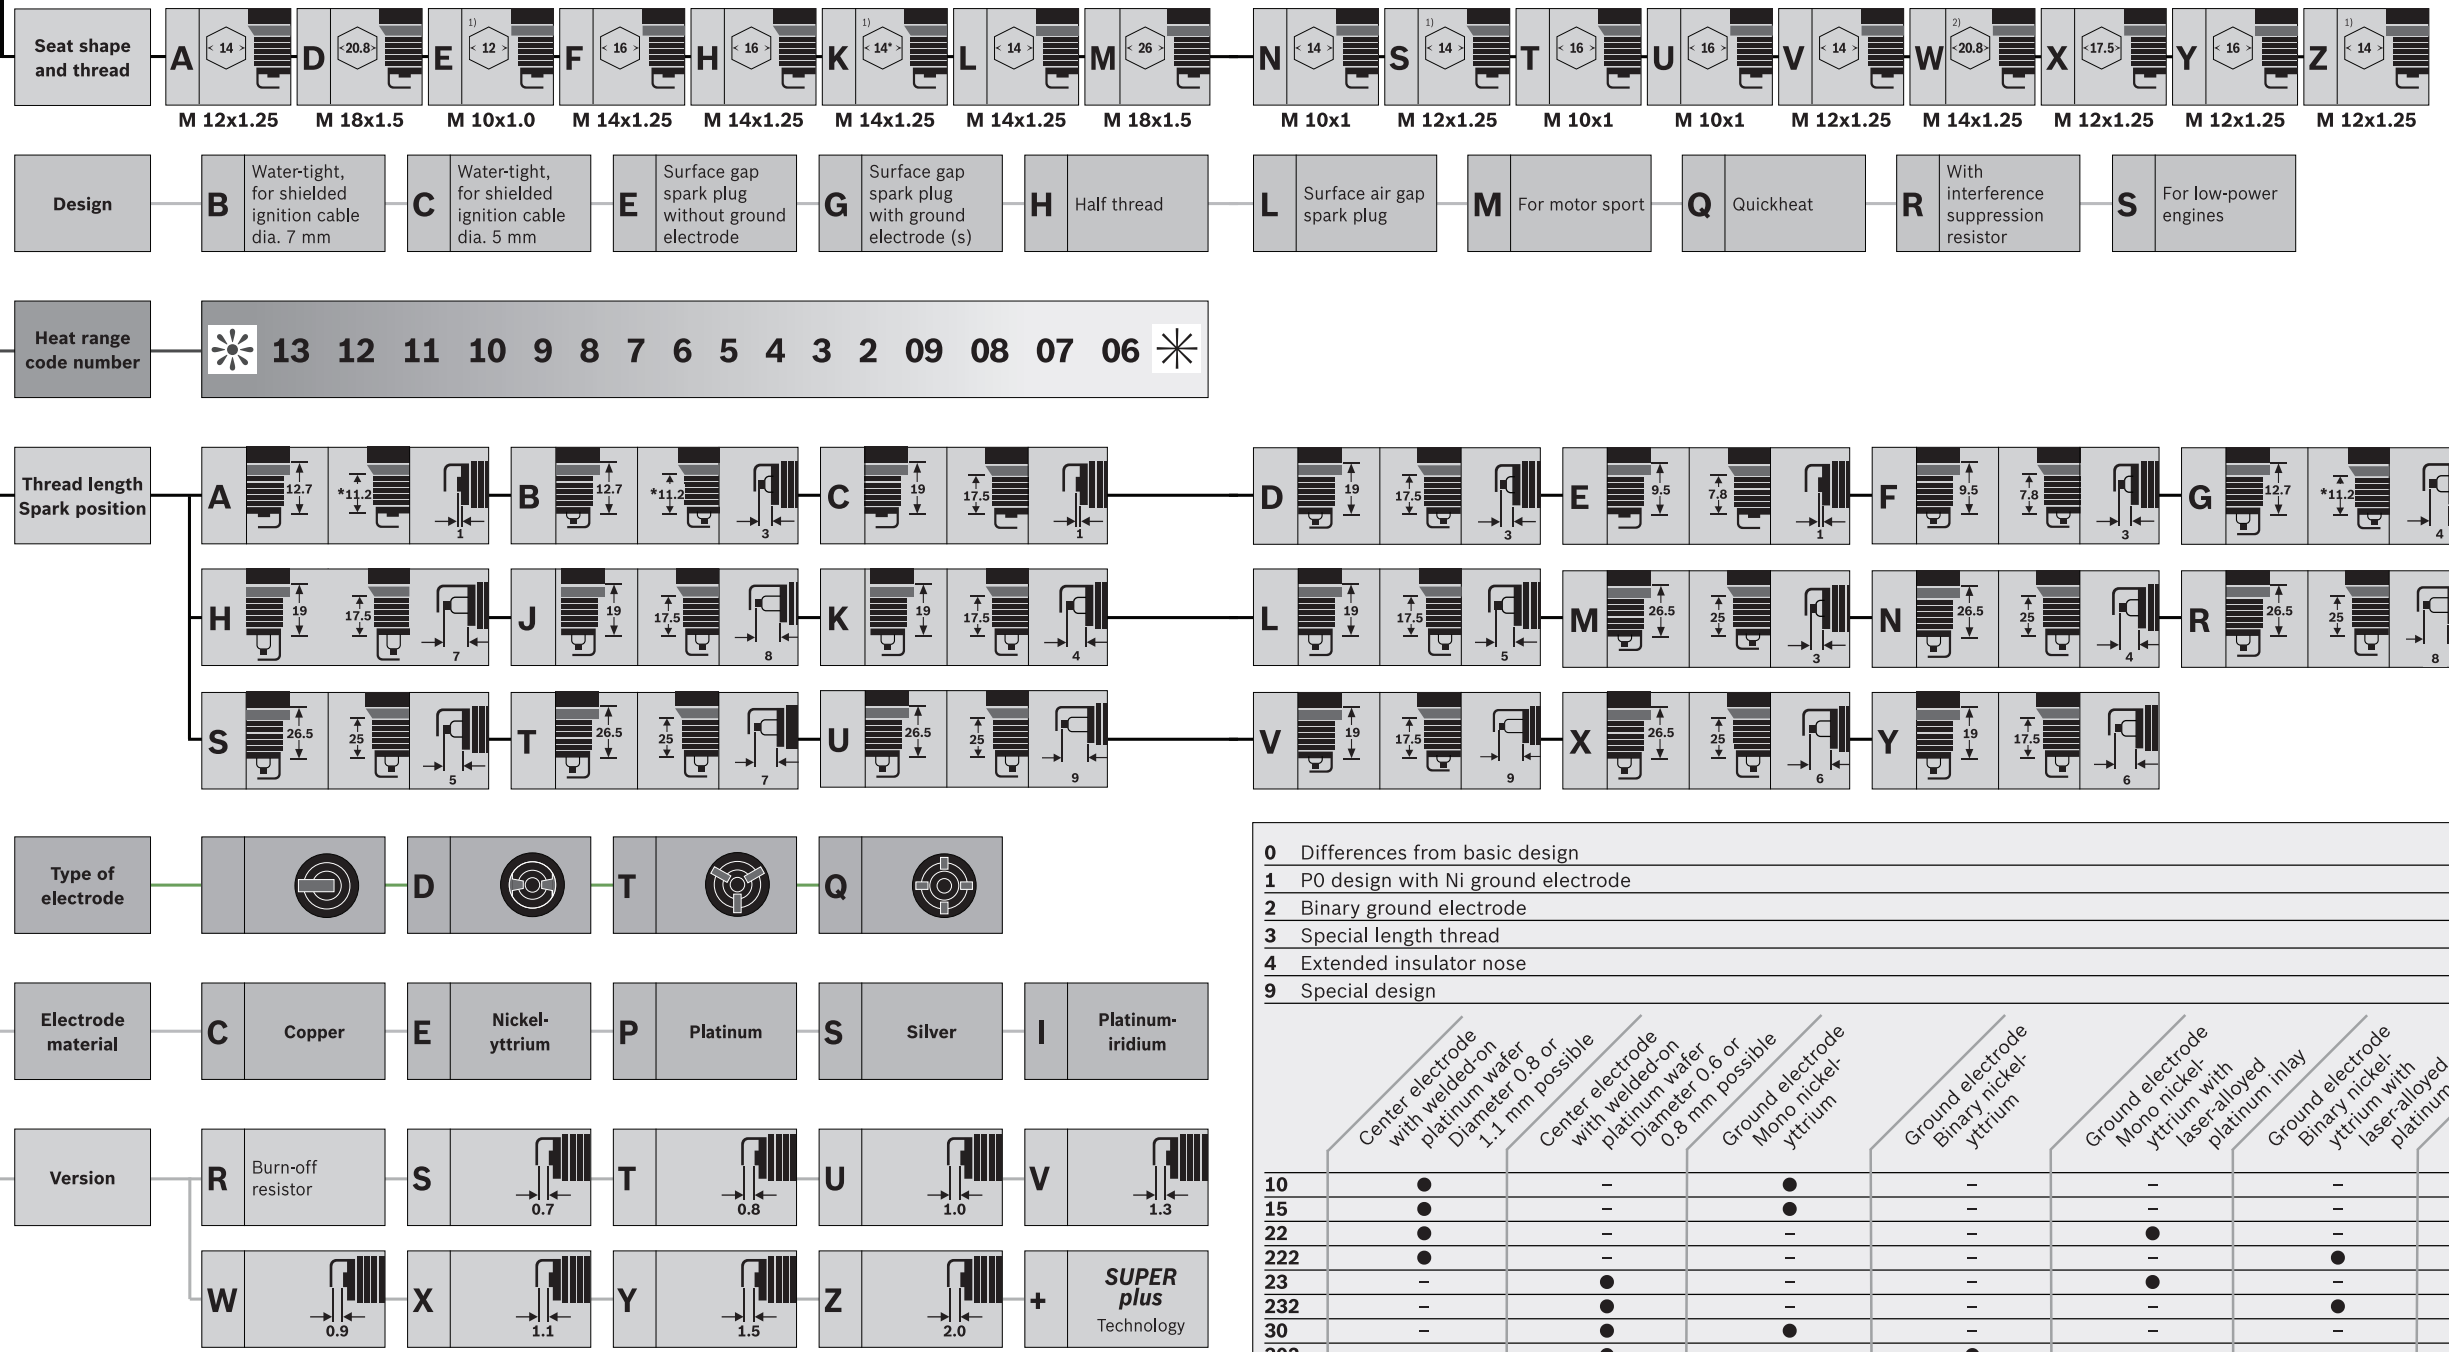 Seat shape
and thread
A < 14 >
M 12x1.25
D <20.8>
M 18x1.5
E 1) < 12 >
M 10x1.0
F < 16 >
M 14x1.25
H < 16 >
M 14x1.25
K 1) < 14* >
M 14x1.25
L < 14 >
M 14x1.25
M < 26 >
M 18x1.5
N < 14 >
M 10x1
S 1) < 14 >
M 12x1.25
T < 16 >
M 10x1
U < 16 >
M 10x1
V < 14 >
M 12x1.25
W 2) <20.8>
M 14x1.25
X <17.5>
M 12x1.25
Y < 16 >
M 12x1.25
Z 1) < 14 >
M 12x1.25
Design
B
Water-tight,
for shielded
ignition cable
dia. 7 mm
C
Water-tight,
for shielded
ignition cable
dia. 5 mm
E
Surface gap
spark plug
without ground
electrode
G
Surface gap
spark plug
with ground
electrode (s)
H Half thread
L
Surface air gap
spark plug
M For motor sport
Q Quickheat
R
With
interference
suppression
resistor
S
For low-power
engines
Heat range
code number
13 12 11 10 9 8 7 6 5 4 3 2 09 08 07 06
Thread length
Spark position
A 12.7 *11.2 1
B 12.7 *11.2 3
C 19 17.5 1
D 19 17.5 3
E 9.5 7.8 1
F 9.5 7.8 3
G 12.7 *11.2 4
H 19 17.5 7
J 19 17.5 8
K 19 17.5 4
L 19 17.5 5
M 26.5 25 3
N 26.5 25 4
R 26.5 25 8
S 26.5 25 5
T 26.5 25 7
U 26.5 25 9
V 19 17.5 9
X 26.5 25 6
Y 19 17.5 6
Type of
electrode
D
T
Q
Electrode
material
C Copper
E
Nickel-
yttrium
P Platinum
S Silver
I
Platinum-
iridium
Version
R
Burn-off
resistor
S 0.7
T 0.8
U 1.0
V 1.3
W 0.9
X 1.1
Y 1.5
Z 2.0
+
SUPER
plus
Technology
0 Differences from basic design
1 P0 design with Ni ground electrode
2 Binary ground electrode
3 Special length thread
4 Extended insulator nose
9 Special design
Center electrode
with welded-on
platinum wafer
Diameter 0.8 or
1.1 mm possible
Center electrode
with welded-on
platinum wafer
Diameter 0.6 or
0.8 mm possible
Ground electrode
Mono nickel-
yttrium
Ground electrode
Binary nickel-
yttrium
Ground electrode
Mono nickel-
yttrium with
laser-alloyed
platinum inlay
Ground electrode
Binary nickel-
yttrium with
laser-alloyed
platinum
10 ● – ● – – –
15 ● – ● – – –
22 ● – – – ● –
222 ● – – – – ●
23 – ● – – ● –
232 – ● – – – ●
30 – ● ● – – –